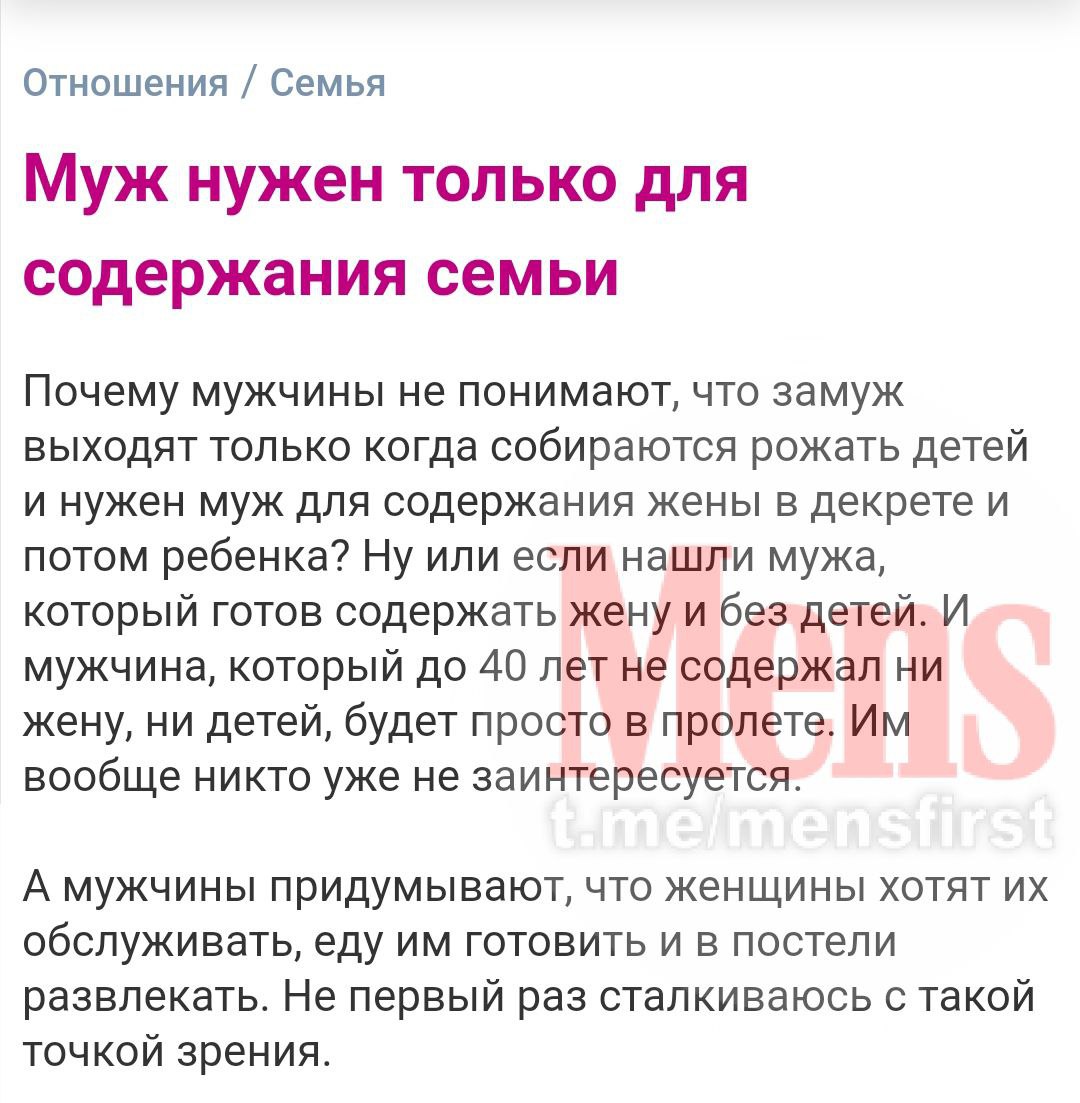 Отношения / Семья
Муж нужен только для
содержания семьи
Почему мужчины не понимают, что замуж
выходят только когда собираются рожать детей
и нужен муж для содержания жены в декрете и
потом ребенка? Ну или если нашли мужа,
который готов содержать жену и без детей. И
мужчина, который до 40 лет не содержал ни
жену, ни детей, будет просто в пролете. Им
вообще никто уже не заинтересуется.
Mens
t.me/mensfirst
А мужчины придумывают, что женщины хотят их
обслуживать, еду им готовить и в постели
развлекать. Не первый раз сталкиваюсь с такой
точкой зрения.